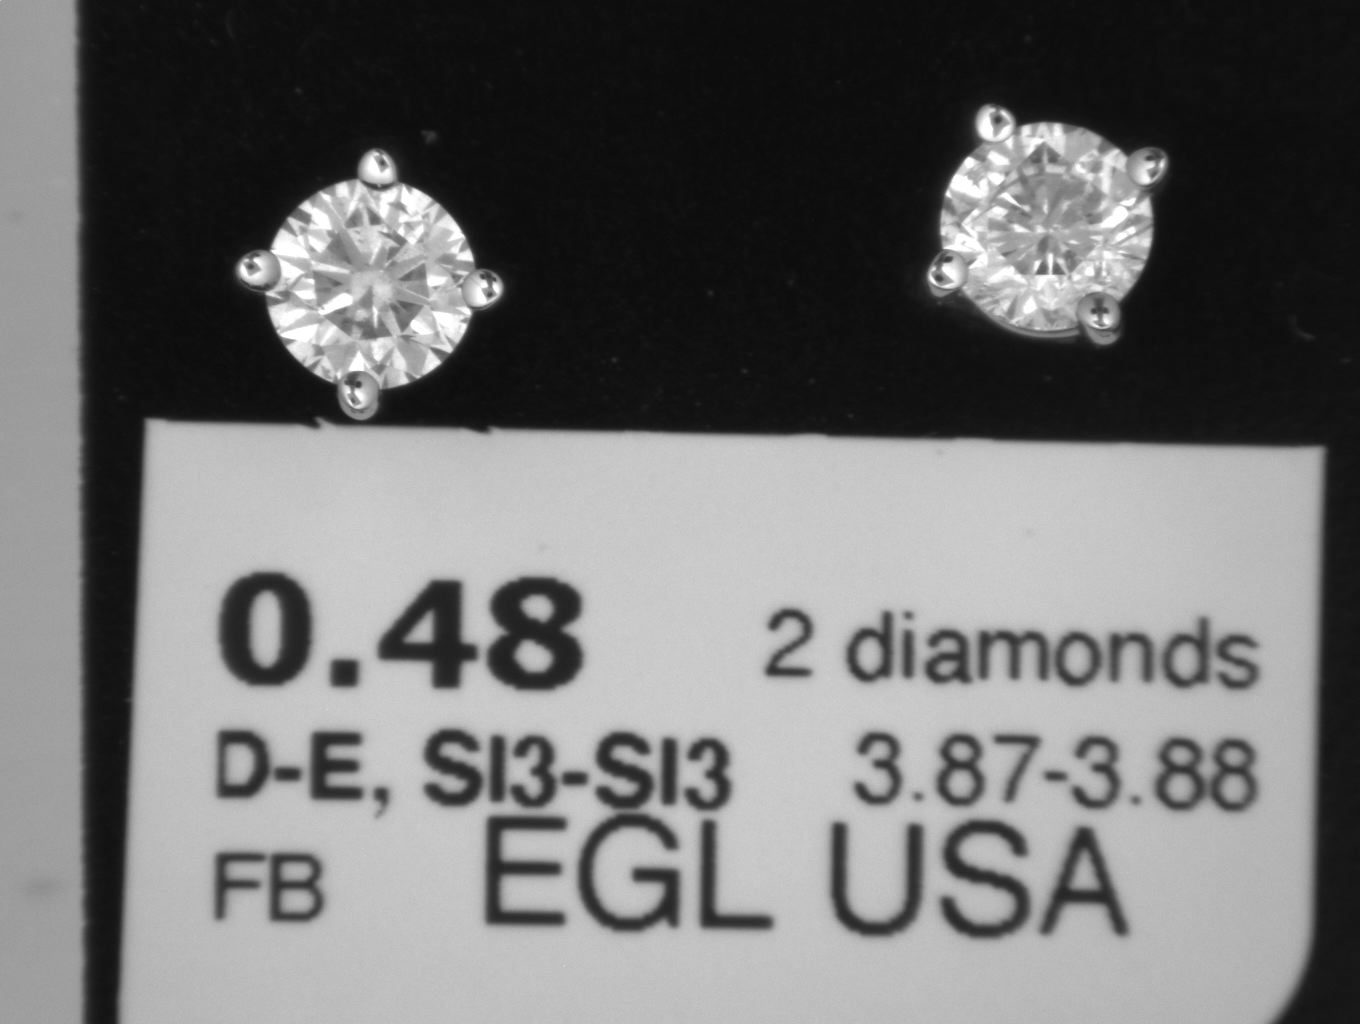 0.48 2 diamonds
D-E, SI3-SI3 3.87-3.88
FB EGL USA